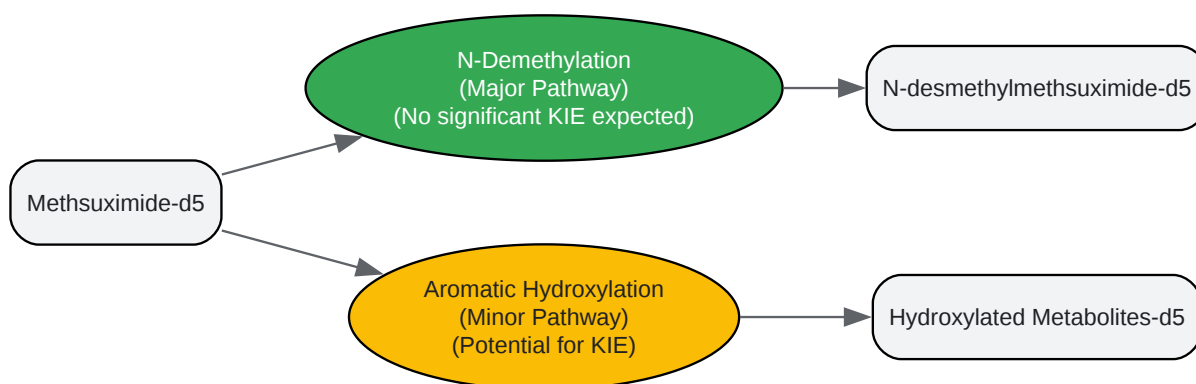 N-Demethylation
(Major Pathway)
(No significant KIE expected)
N-desmethylmethsuximide-d5
Methsuximide-d5
Aromatic Hydroxylation
(Minor Pathway)
(Potential for KIE)
Hydroxylated Metabolites-d5